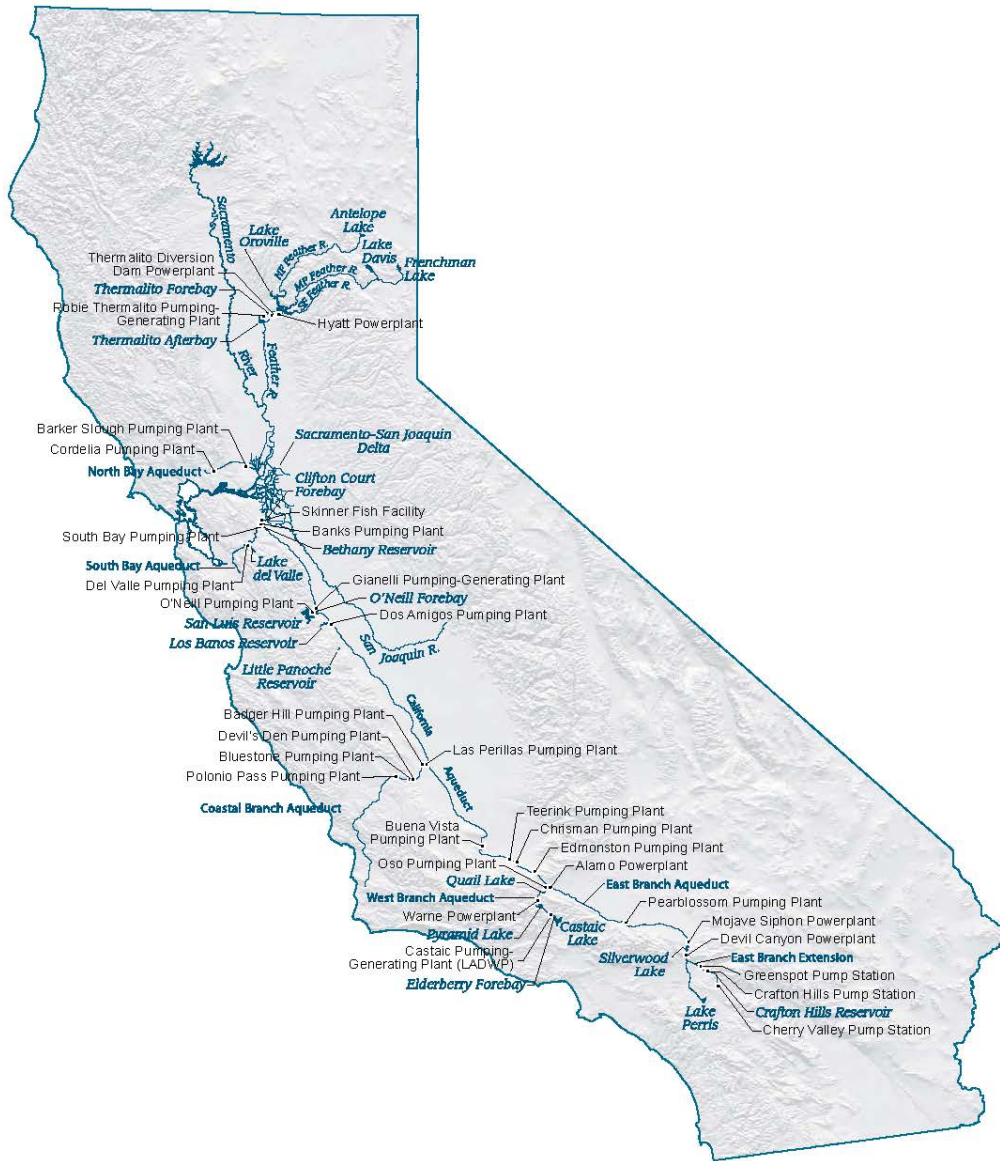 Sacramento
River
Lake
Oroville
Antelope
Lake
Lake
Davis
Frenchman
Lake
NF Feather R.
MF Feather R.
SF Feather R.
Thermalito Diversion
Dam Powerplant
Thermalito Forebay
Robie Thermalito Pumping-
Generating Plant
Hyatt Powerplant
Thermalito Afterbay
Feather R.
Barker Slough Pumping Plant
Cordelia Pumping Plant
North Bay Aqueduct
Sacramento–San Joaquin
Delta
Clifton Court
Forebay
Skinner Fish Facility
Banks Pumping Plant
South Bay Pumping Plant
Bethany Reservoir
South Bay Aqueduct
Lake
del Valle
Del Valle Pumping Plant
Gianelli Pumping-Generating Plant
O'Neill Pumping Plant
O'Neill Forebay
San Luis Reservoir
Dos Amigos Pumping Plant
Los Banos Reservoir
San
Joaquin R.
Little Panoche
Reservoir
California
Aqueduct
Badger Hill Pumping Plant
Devil's Den Pumping Plant
Bluestone Pumping Plant
Polonio Pass Pumping Plant
Las Perillas Pumping Plant
Coastal Branch Aqueduct
Buena Vista
Pumping Plant
Teerink Pumping Plant
Chrisman Pumping Plant
Edmonston Pumping Plant
Oso Pumping Plant
Alamo Powerplant
Quail Lake
East Branch Aqueduct
West Branch Aqueduct
Pearblossom Pumping Plant
Warne Powerplant
Mojave Siphon Powerplant
Pyramid Lake
Castaic
Lake
Devil Canyon Powerplant
Castaic Pumping-
Generating Plant (LADWP)
Silverwood
Lake
East Branch Extension
Elderberry Forebay
Greenspot Pump Station
Crafton Hills Pump Station
Crafton Hills Reservoir
Lake
Perris
Cherry Valley Pump Station